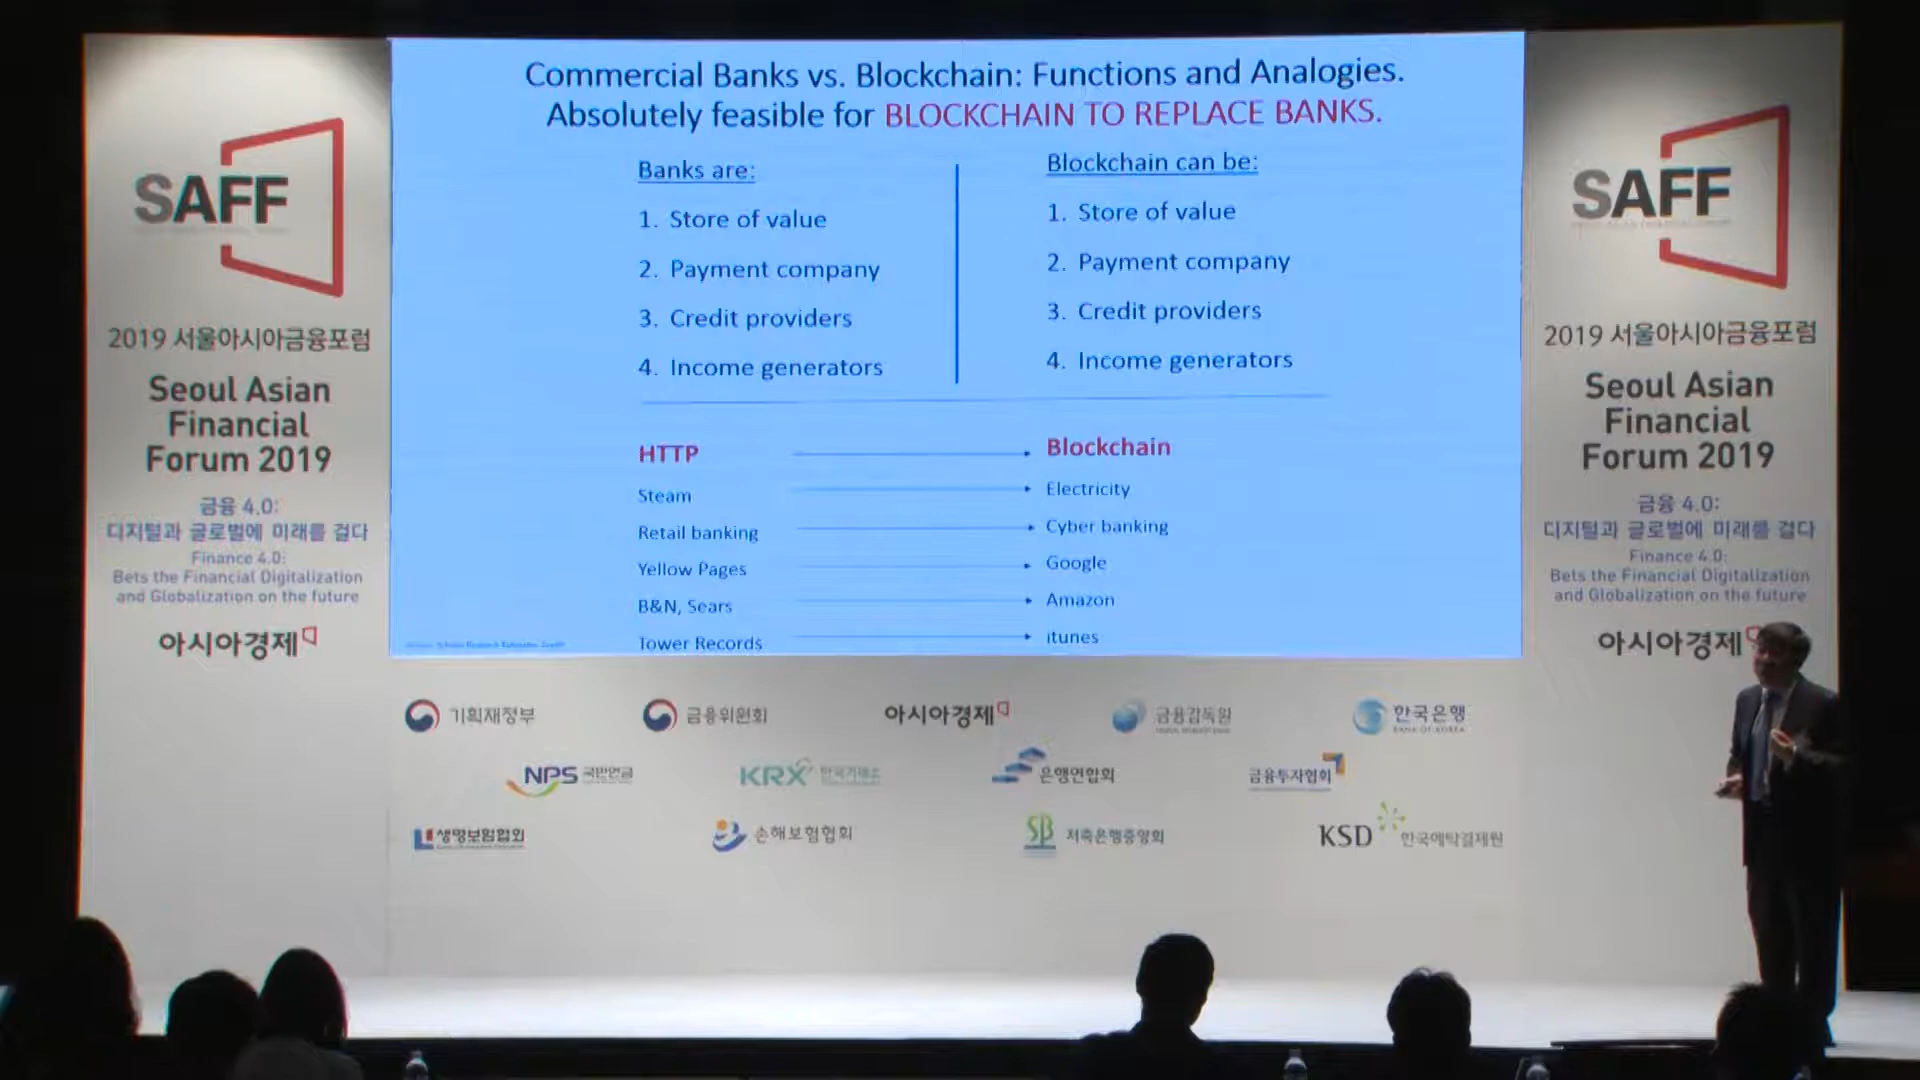 Commercial Banks vs. Blockchain: Functions and Analogies.
Absolutely feasible for BLOCKCHAIN TO REPLACE BANKS.
Banks are:
1. Store of value
2. Payment company
3. Credit providers
4. Income generators
Blockchain can be:
1. Store of value
2. Payment company
3. Credit providers
4. Income generators
HTTP Blockchain
Steam Electricity
Retail banking Cyber banking
Yellow Pages Google
B&N, Sears Amazon
Tower Records itunes
SAFF
2019 서울아시아금융포럼
Seoul Asian
Financial
Forum 2019
금융 4.0:
디지털과 글로벌에 미래를 걸다
Finance 4.0:
Bets the Financial Digitalization
and Globalization on the future
아시아경제
SAFF
2019 서울아시아금융포럼
Seoul Asian
Financial
Forum 2019
금융 4.0:
디지털과 글로벌에 미래를 걸다
Finance 4.0:
Bets the Financial Digitalization
and Globalization on the future
아시아경제
기획재정부 금융위원회 아시아경제 금융감독원 한국은행
BANK OF KOREA
NPS 국민연금 KRX 한국거래소 은행연합회 금융투자협회
생명보험협회 손해보험협회 SB 저축은행중앙회 KSD 한국예탁결제원